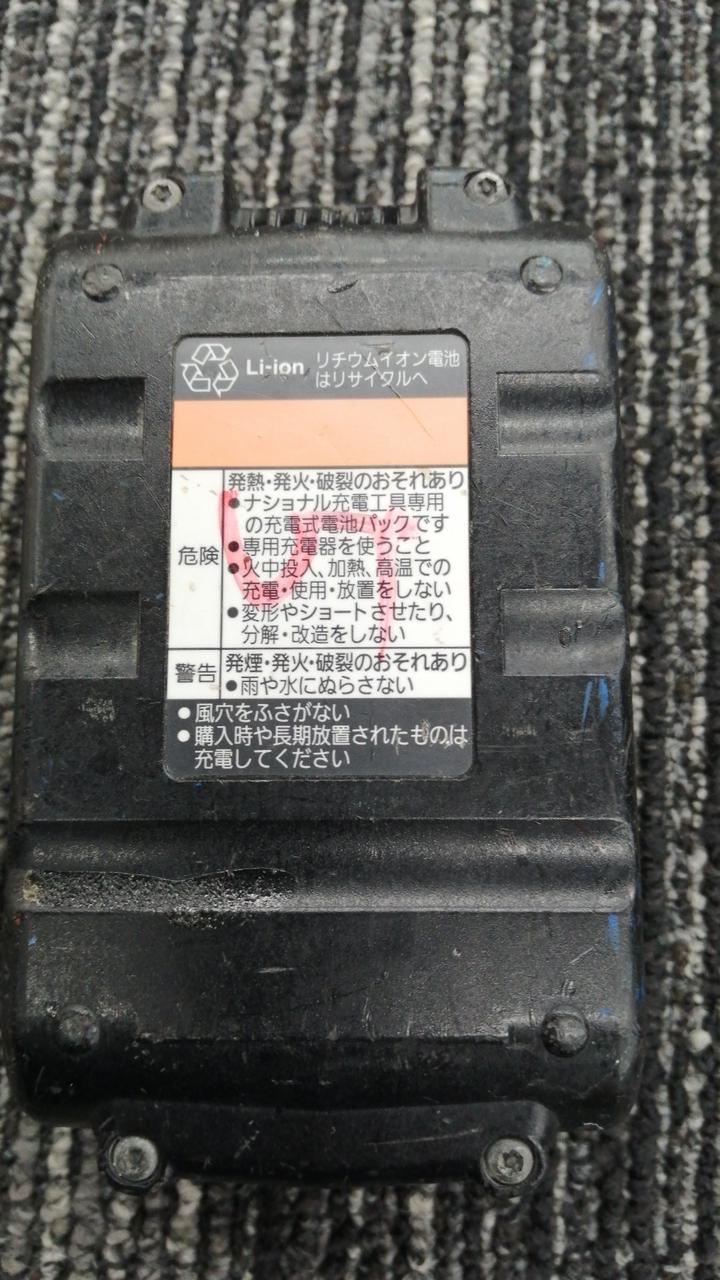 Li-ion リチウムイオン電池
はリサイクルへ
危険
発熱・発火・破裂のおそれあり
●ナショナル充電工具専用
の充電式電池パックです
●専用充電器を使うこと
●火中投入、加熱、高温での
充電・使用・放置をしない
●変形やショートさせたり、
分解・改造をしない
警告
発煙・発火・破裂のおそれあり
●雨や水にぬらさない
●風穴をふさがない
●購入時や長期放置されたものは
充電してください